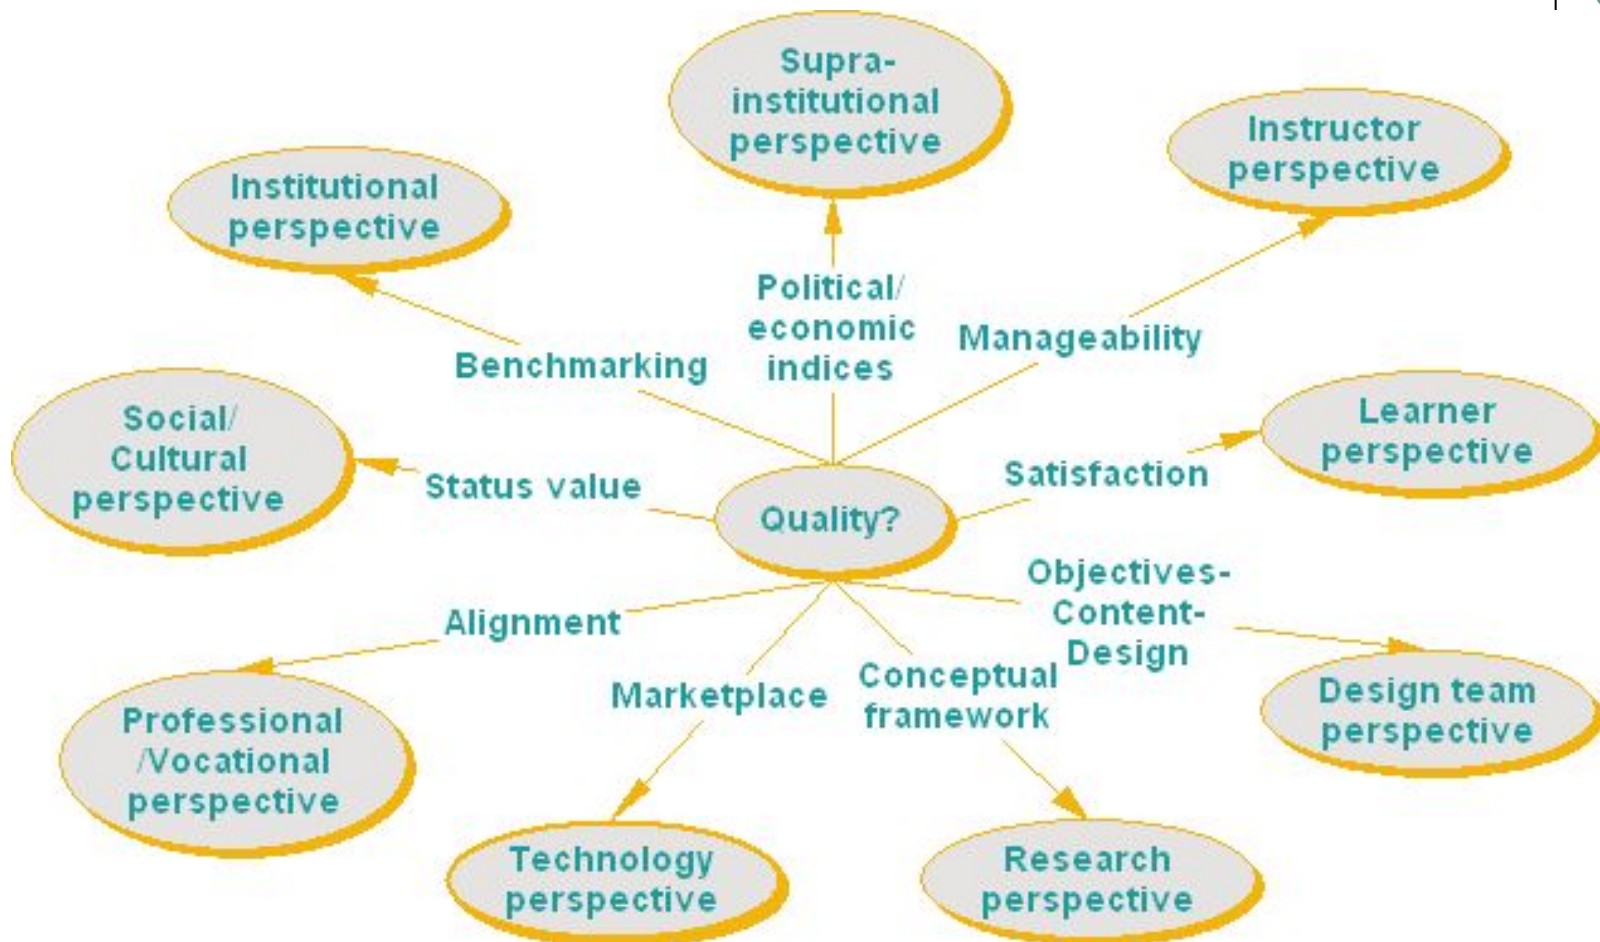 Supra-
institutional
perspective
Instructor
perspective
Institutional
perspective
Political/
economic
indices
Manageability
Benchmarking
Social/
Cultural
perspective
Learner
perspective
Status value
Satisfaction
Quality?
Objectives-
Content-
Design
Alignment
Marketplace
Conceptual
framework
Design team
perspective
Professional
/Vocational
perspective
Technology
perspective
Research
perspective